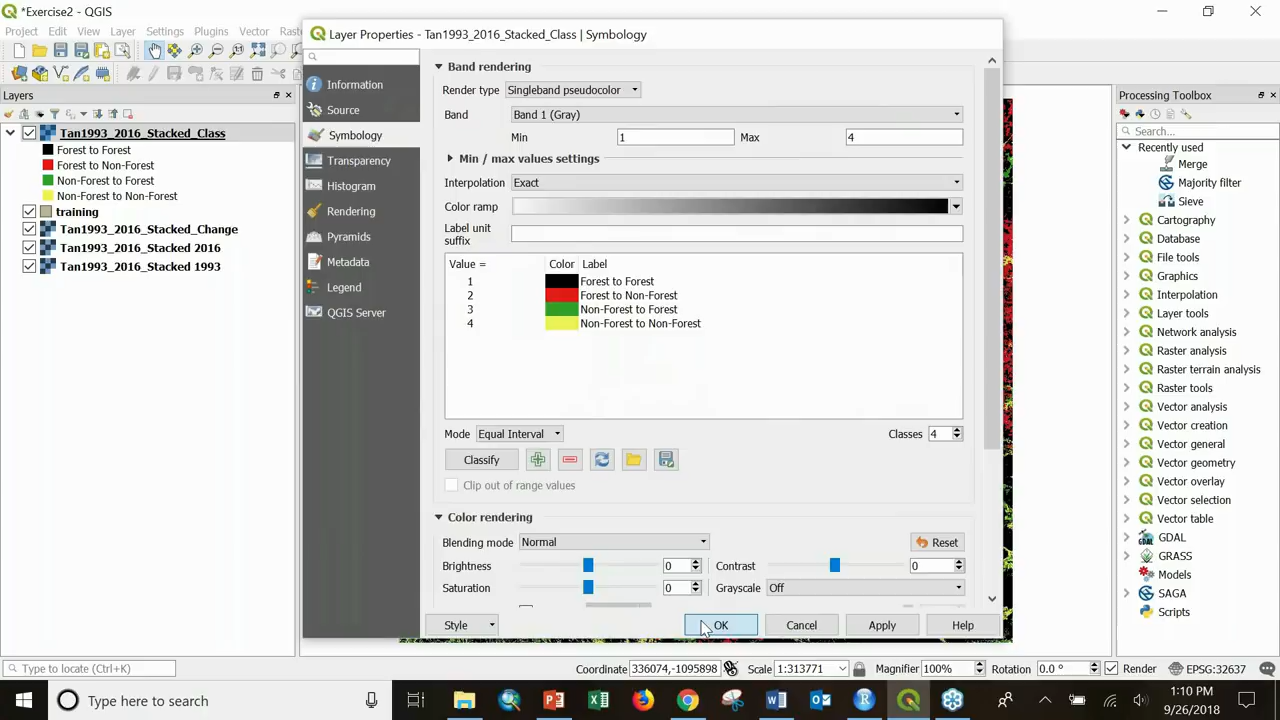 *Exercise2 - QGIS
Project Edit View Layer Settings Plugins Vector Ras
Layers
Tan1993_2016_Stacked_Class
Forest to Forest
Forest to Non-Forest
Non-Forest to Forest
Non-Forest to Non-Forest
training
Tan1993_2016_Stacked_Change
Tan1993_2016_Stacked 2016
Tan1993_2016_Stacked 1993
Layer Properties - Tan1993_2016_Stacked_Class | Symbology
Information
Source
Symbology
Transparency
Histogram
Rendering
Pyramids
Metadata
Legend
QGIS Server
Band rendering
Render type Singleband pseudocolor
Band Band 1 (Gray)
Min 1 Max 4
Min / max values settings
Interpolation Exact
Color ramp
Label unit
suffix
Value = Color Label
1 Forest to Forest
2 Forest to Non-Forest
3 Non-Forest to Forest
4 Non-Forest to Non-Forest
Mode Equal Interval Classes 4
Classify
Clip out of range values
Color rendering
Blending mode Normal Reset
Brightness 0 Contrast 0
Saturation 0 Grayscale Off
Style OK Cancel Apply Help
Processing Toolbox
Search...
Recently used
Merge
Majority filter
Sieve
Cartography
Database
File tools
Graphics
Interpolation
Layer tools
Network analysis
Raster analysis
Raster terrain analysis
Raster tools
Vector analysis
Vector creation
Vector general
Vector geometry
Vector overlay
Vector selection
Vector table
GDAL
GRASS
Models
SAGA
Scripts
Type to locate (Ctrl+K) Coordinate 336074,-1095898 Scale 1:313771 Magnifier 100% Rotation 0.0 ° Render EPSG:32637
Type here to search
1:10 PM
9/26/2018